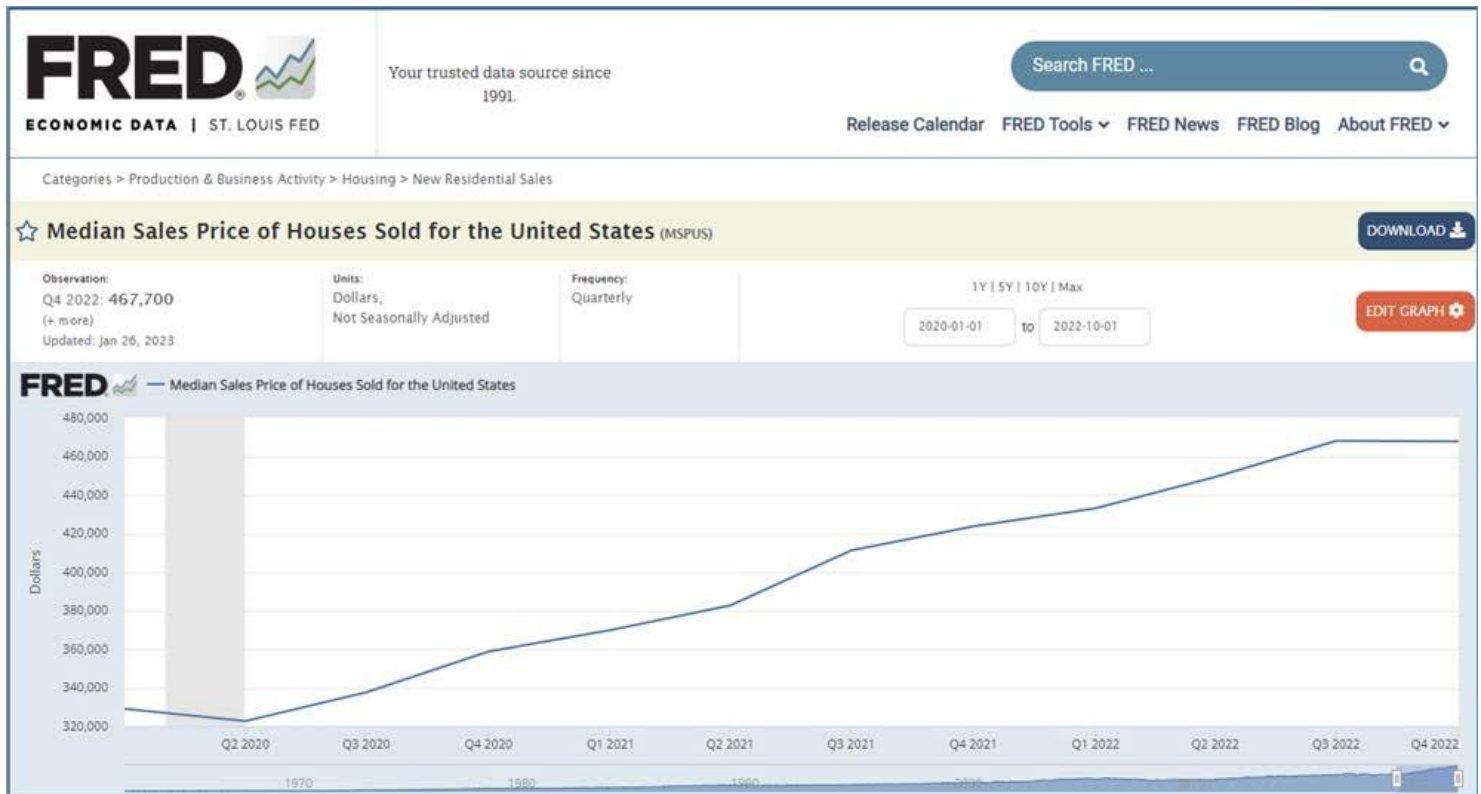 FRED®
ECONOMIC DATA | ST. LOUIS FED
Your trusted data source since
1991.
Search FRED ...
Release Calendar FRED Tools FRED News FRED Blog About FRED
Categories > Production & Business Activity > Housing > New Residential Sales
Median Sales Price of Houses Sold for the United States (MSPUS)
DOWNLOAD
Observation:
Q4 2022: 467,700
(+ more)
Updated: Jan 26, 2023
Units:
Dollars,
Not Seasonally Adjusted
Frequency:
Quarterly
1Y | 5Y | 10Y | Max
2020-01-01 to 2022-10-01
EDIT GRAPH
FRED — Median Sales Price of Houses Sold for the United States
480,000
460,000
440,000
420,000
400,000
380,000
360,000
340,000
320,000
Dollars
Q2 2020 Q3 2020 Q4 2020 Q1 2021 Q2 2021 Q3 2021 Q4 2021 Q1 2022 Q2 2022 Q3 2022 Q4 2022
1970 1980 1990 2000